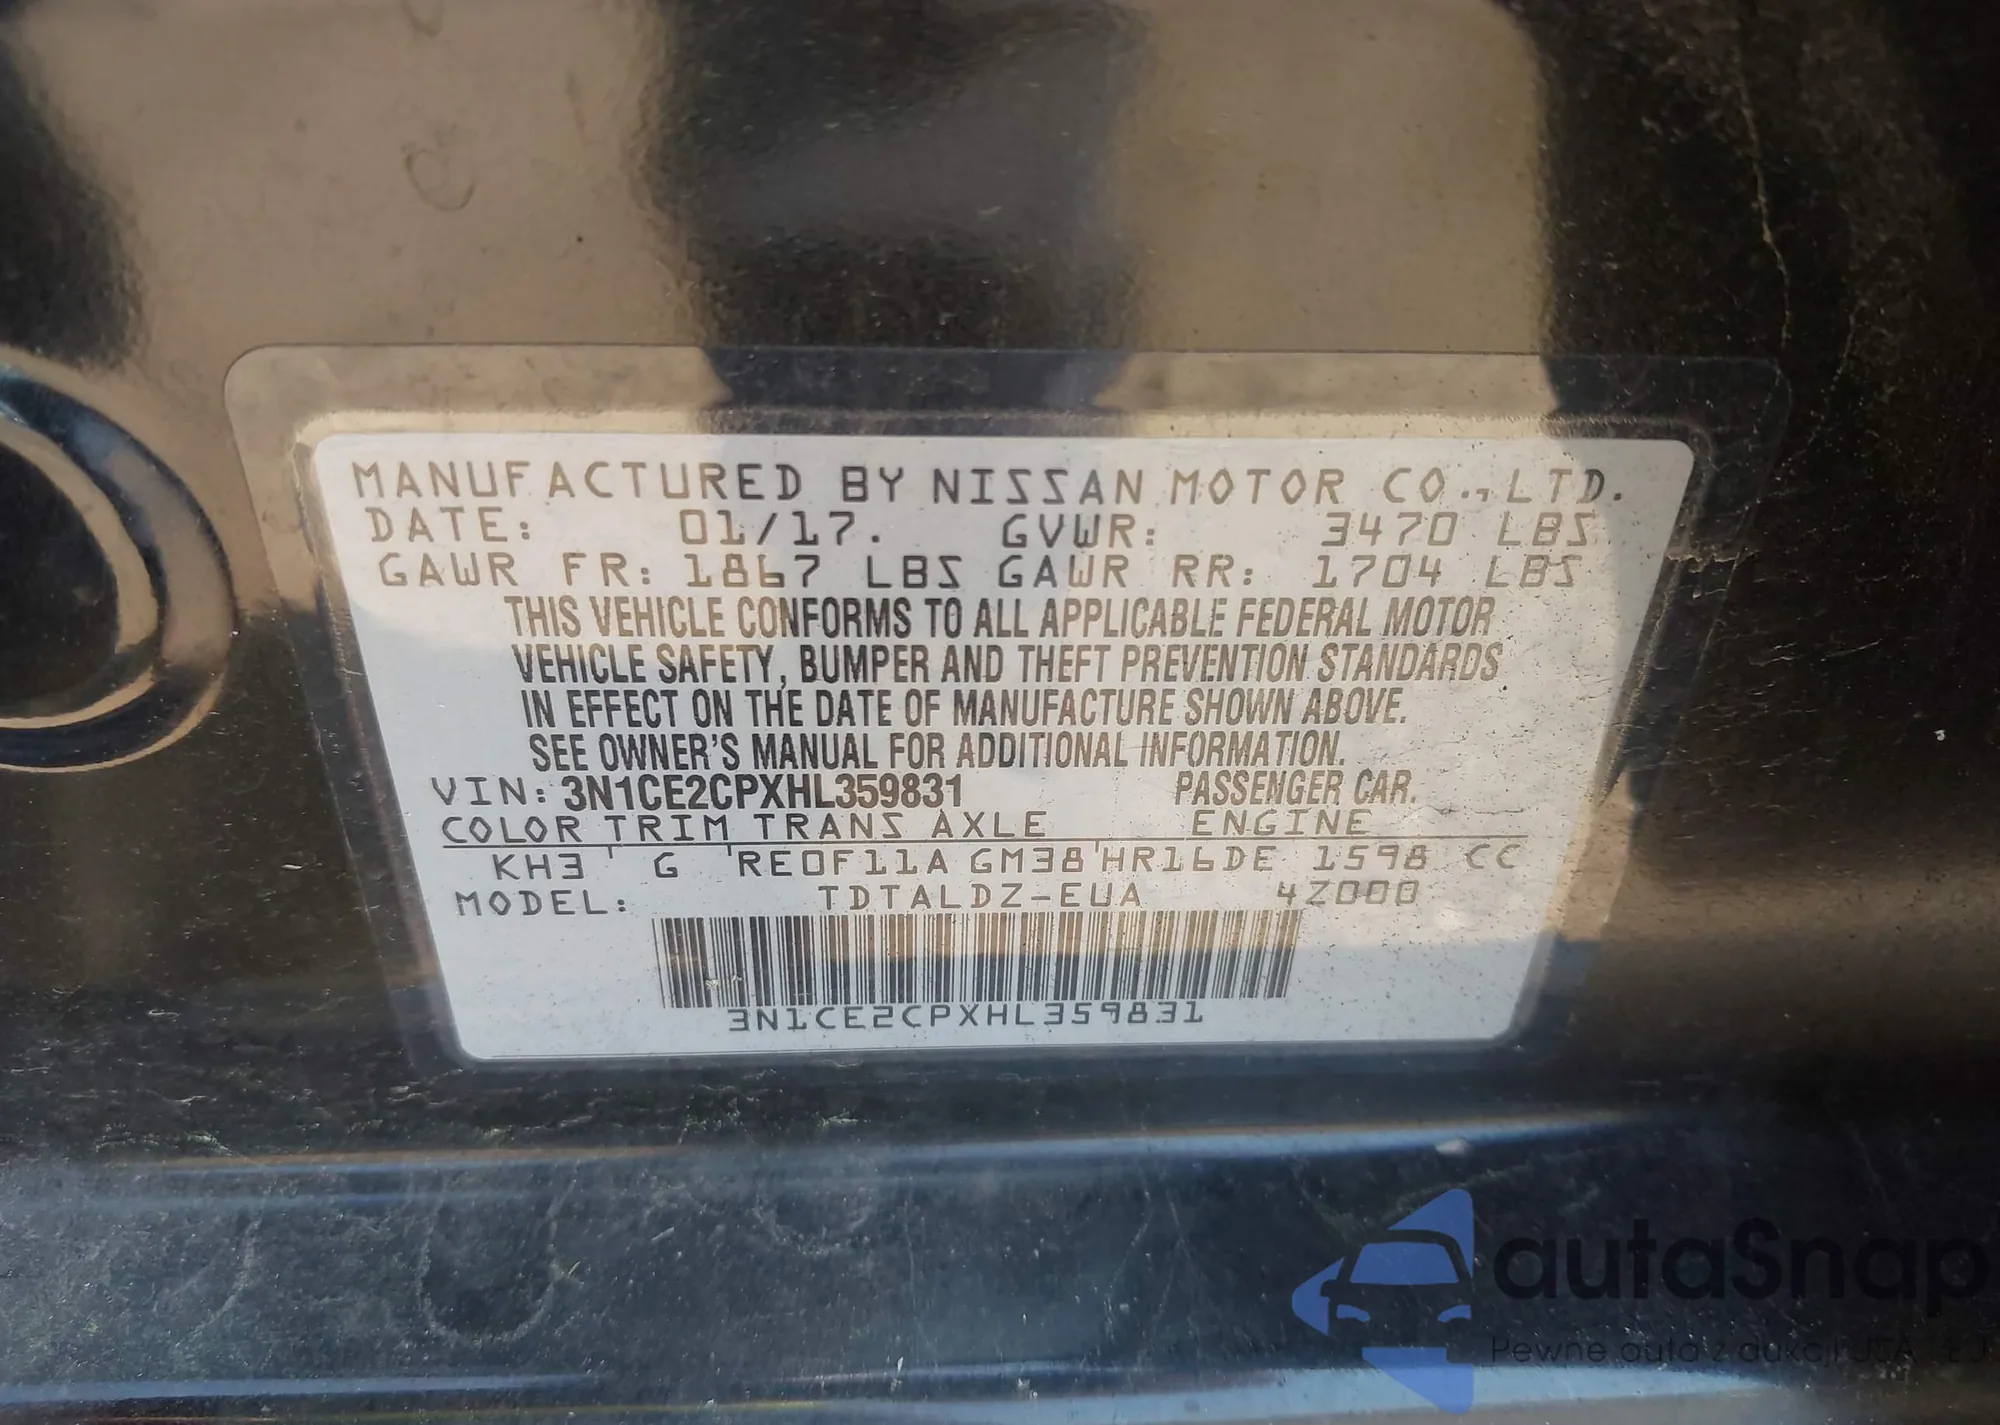 MANUFACTURED BY NISSAN MOTOR CO., LTD.
DATE: 01/17. GVWR: 3470 LBS
GAWR FR: 1867 LBS GAWR RR: 1704 LBS
THIS VEHICLE CONFORMS TO ALL APPLICABLE FEDERAL MOTOR
VEHICLE SAFETY, BUMPER AND THEFT PREVENTION STANDARDS
IN EFFECT ON THE DATE OF MANUFACTURE SHOWN ABOVE.
SEE OWNER'S MANUAL FOR ADDITIONAL INFORMATION.
VIN: 3N1CE2CPXHL359831 PASSENGER CAR.
COLOR TRIM TRANS AXLE ENGINE
KH3 G RE0F11A GM38 HR16DE 1598 CC
MODEL: TDTALDZ-EUA 4Z000
3N1CE2CPXHL359831
autaSnap
Pewne auta z aukcji